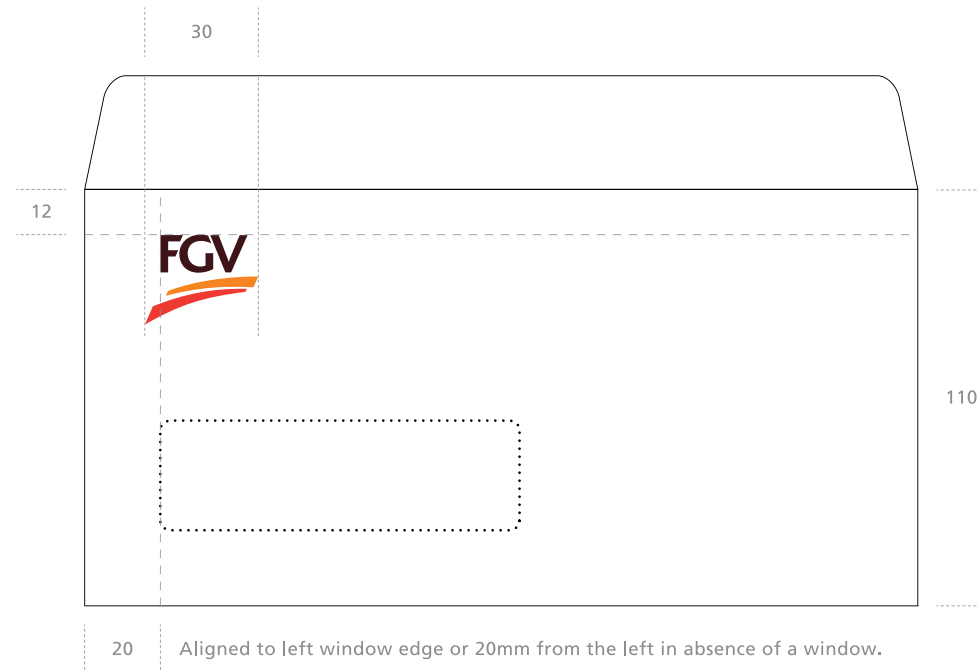 30
12
FGV
110
20
Aligned to left window edge or 20mm from the left in absence of a window.